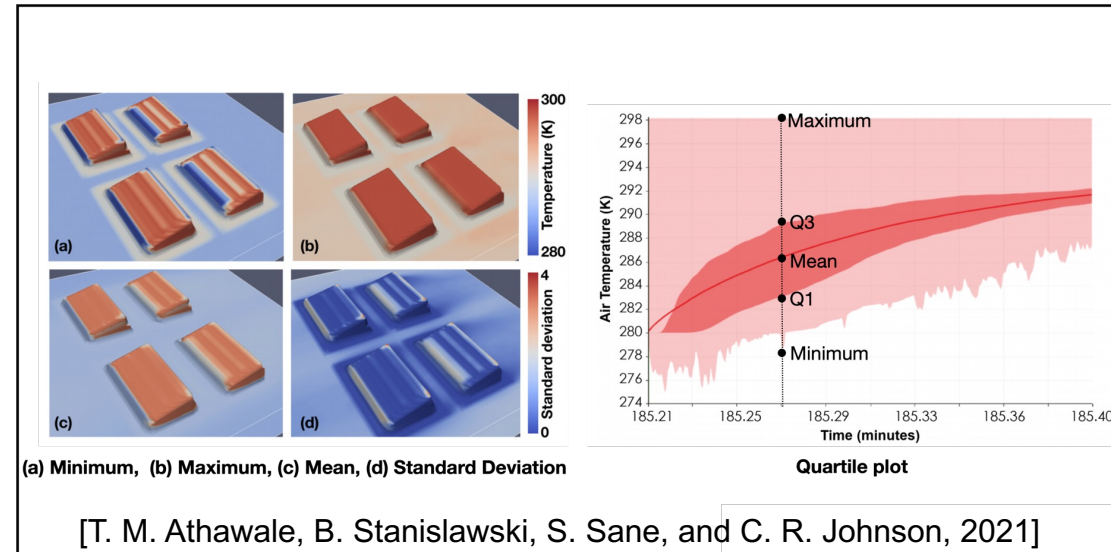 300
Temperature (K)
280
(a)
(b)
4
Standard deviation
0
(c)
(d)
(a) Minimum, (b) Maximum, (c) Mean, (d) Standard Deviation
298
296
294
292
290
288
286
284
282
280
278
276
274
Air Temperature (K)
Maximum
Q3
Mean
Q1
Minimum
185.21
185.25
185.29
185.33
185.36
185.40
Time (minutes)
Quartile plot
[T. M. Athawale, B. Stanislawski, S. Sane, and C. R. Johnson, 2021]